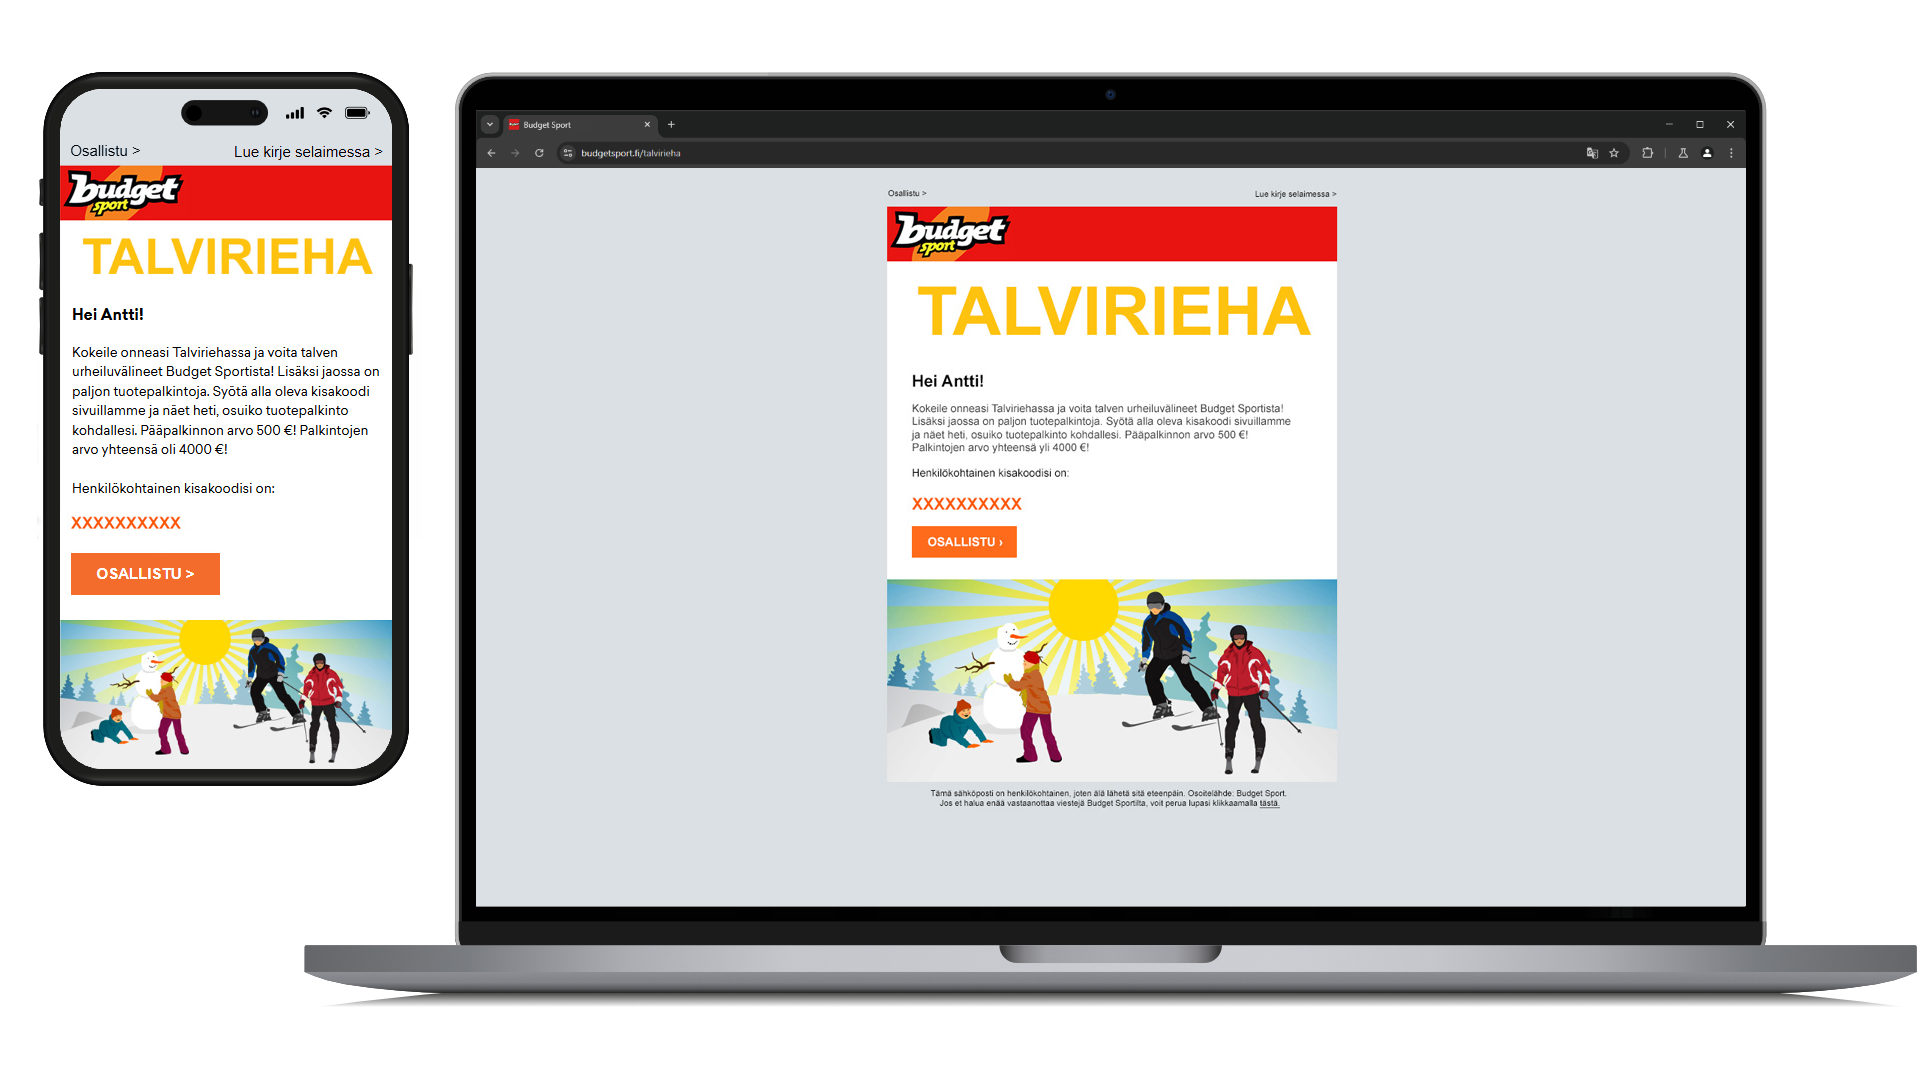 Osallistu >
Lue kirje selaimessa >
budget
sport
TALVIRIEHA
Hei Antti!
Kokeile onneasi Talviriehassa ja voita talven
urheiluvälineet Budget Sportista! Lisäksi jaossa on
paljon tuotepalkintoja. Syötä alla oleva kisakoodi
sivuillamme ja näet heti, osuiko tuotepalkinto
kohdallesi. Pääpalkinnon arvo 500 €! Palkintojen
arvo yhteensä oli 4000 €!
Henkilökohtainen kisakoodisi on:
XXXXXXXXXX
OSALLISTU >
Budget Sport
budgetsport.fi/talvirieha
Osallistu >
Lue kirje selaimessa >
budget
sport
TALVIRIEHA
Hei Antti!
Kokeile onneasi Talviriehassa ja voita talven urheiluvälineet Budget Sportista!
Lisäksi jaossa on paljon tuotepalkintoja. Syötä alla oleva kisakoodi sivuillamme
ja näet heti, osuiko tuotepalkinto kohdallesi. Pääpalkinnon arvo 500 €!
Palkintojen arvo yhteensä yli 4000 €!
Henkilökohtainen kisakoodisi on:
XXXXXXXXXX
OSALLISTU ›
Tämä sähköposti on henkilökohtainen, joten älä lähetä sitä eteenpäin. Osoitelähde: Budget Sport.
Jos et halua enää vastaanottaa viestejä Budget Sportilta, voit perua lupasi klikkaamalla tästä.